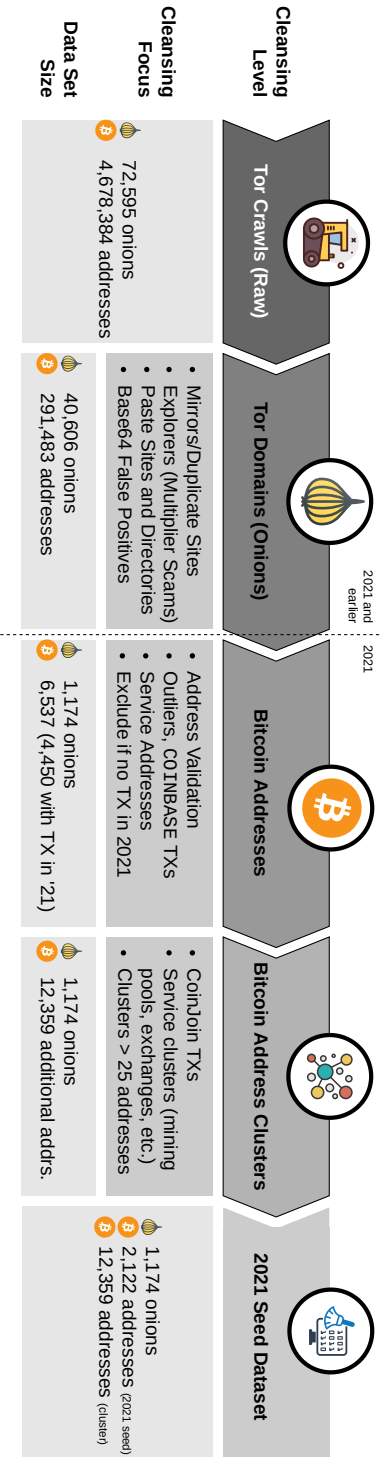 2021 and
earlier
2021
Cleansing
Level
Tor Crawls (Raw)
Tor Domains (Onions)
Bitcoin Addresses
Bitcoin Address Clusters
2021 Seed Dataset
Cleansing
Focus
• Mirrors/Duplicate Sites
• Explorers (Multiplier Scams)
• Paste Sites and Directories
• Base64 False Positives
• Address Validation
• Outliers, COINBASE TXs
• Service Addresses
• Exclude if no TX in 2021
• CoinJoin TXs
• Service clusters (mining
pools, exchanges, etc.)
• Clusters > 25 addresses
Data Set
Size
72,595 onions
4,678,384 addresses
40,606 onions
291,483 addresses
1,174 onions
6,537 (4,450 with TX in '21)
1,174 onions
12,359 additional addrs.
1,174 onions
2,122 addresses (2021 seed)
12,359 addresses (cluster)